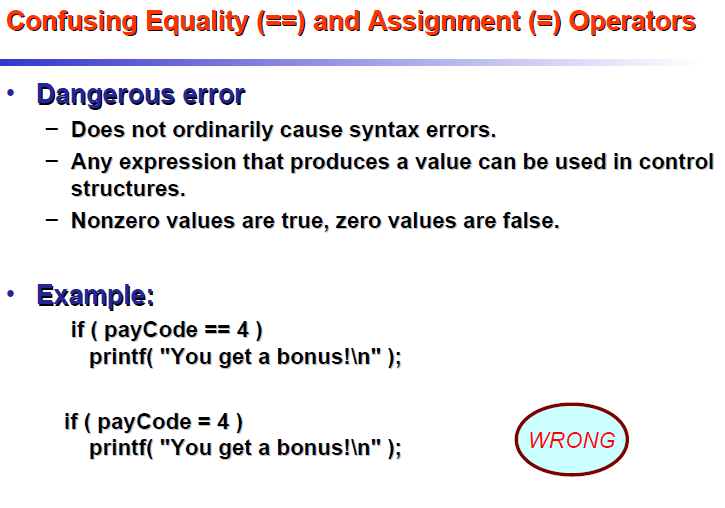 Confusing Equality (==) and Assignment (=) Operators
• Dangerous error
– Does not ordinarily cause syntax errors.
– Any expression that produces a value can be used in control
structures.
– Nonzero values are true, zero values are false.
• Example:
if ( payCode == 4 )
printf( "You get a bonus!\n" );
if ( payCode = 4 )
printf( "You get a bonus!\n" );
WRONG